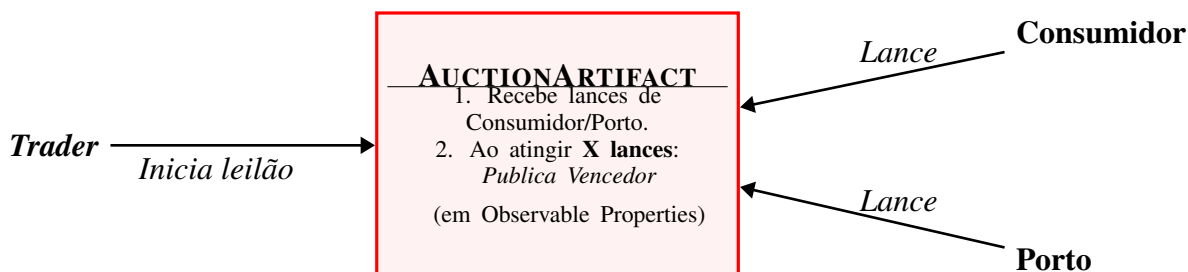 Trader
Inicia leilão
AUCTIONARTIFACT
1. Recebe lances de
Consumidor/Porto.
2. Ao atingir X lances:
Publica Vencedor
(em Observable Properties)
Consumidor
Lance
Lance
Porto